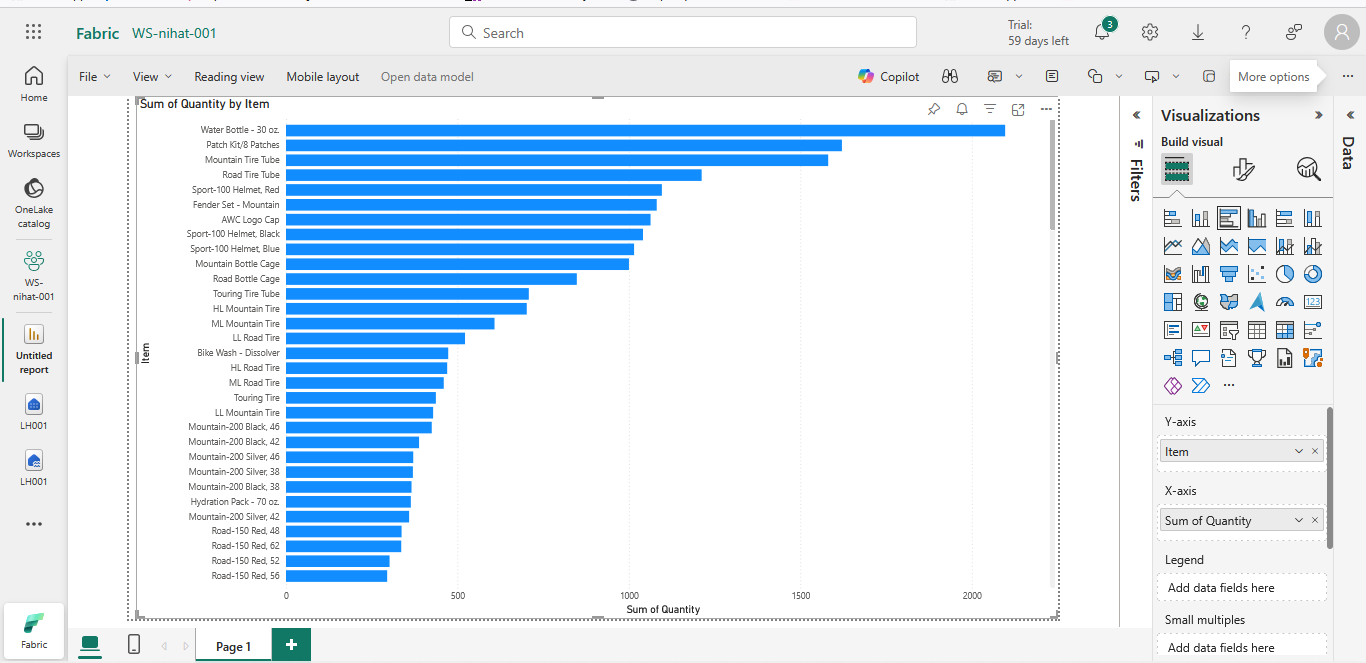 Fabric
WS-nihat-001
Search
Trial:
59 days left
3
File
View
Reading view
Mobile layout
Open data model
Copilot
More options
Home
Workspaces
OneLake
catalog
WS-
nihat-001
Untitled
report
LH001
LH001
Fabric
Sum of Quantity by Item
Item
Water Bottle - 30 oz.
Patch Kit/8 Patches
Mountain Tire Tube
Road Tire Tube
Sport-100 Helmet, Red
Fender Set - Mountain
AWC Logo Cap
Sport-100 Helmet, Black
Sport-100 Helmet, Blue
Mountain Bottle Cage
Road Bottle Cage
Touring Tire Tube
HL Mountain Tire
ML Mountain Tire
LL Road Tire
Bike Wash - Dissolver
HL Road Tire
ML Road Tire
Touring Tire
LL Mountain Tire
Mountain-200 Black, 46
Mountain-200 Black, 42
Mountain-200 Silver, 46
Mountain-200 Silver, 38
Mountain-200 Black, 38
Hydration Pack - 70 oz.
Mountain-200 Silver, 42
Road-150 Red, 48
Road-150 Red, 62
Road-150 Red, 52
Road-150 Red, 56
0
500
1000
1500
2000
Sum of Quantity
Page 1
Filters
Visualizations
Build visual
123
Y-axis
Item
X-axis
Sum of Quantity
Legend
Add data fields here
Small multiples
Add data fields here
Data